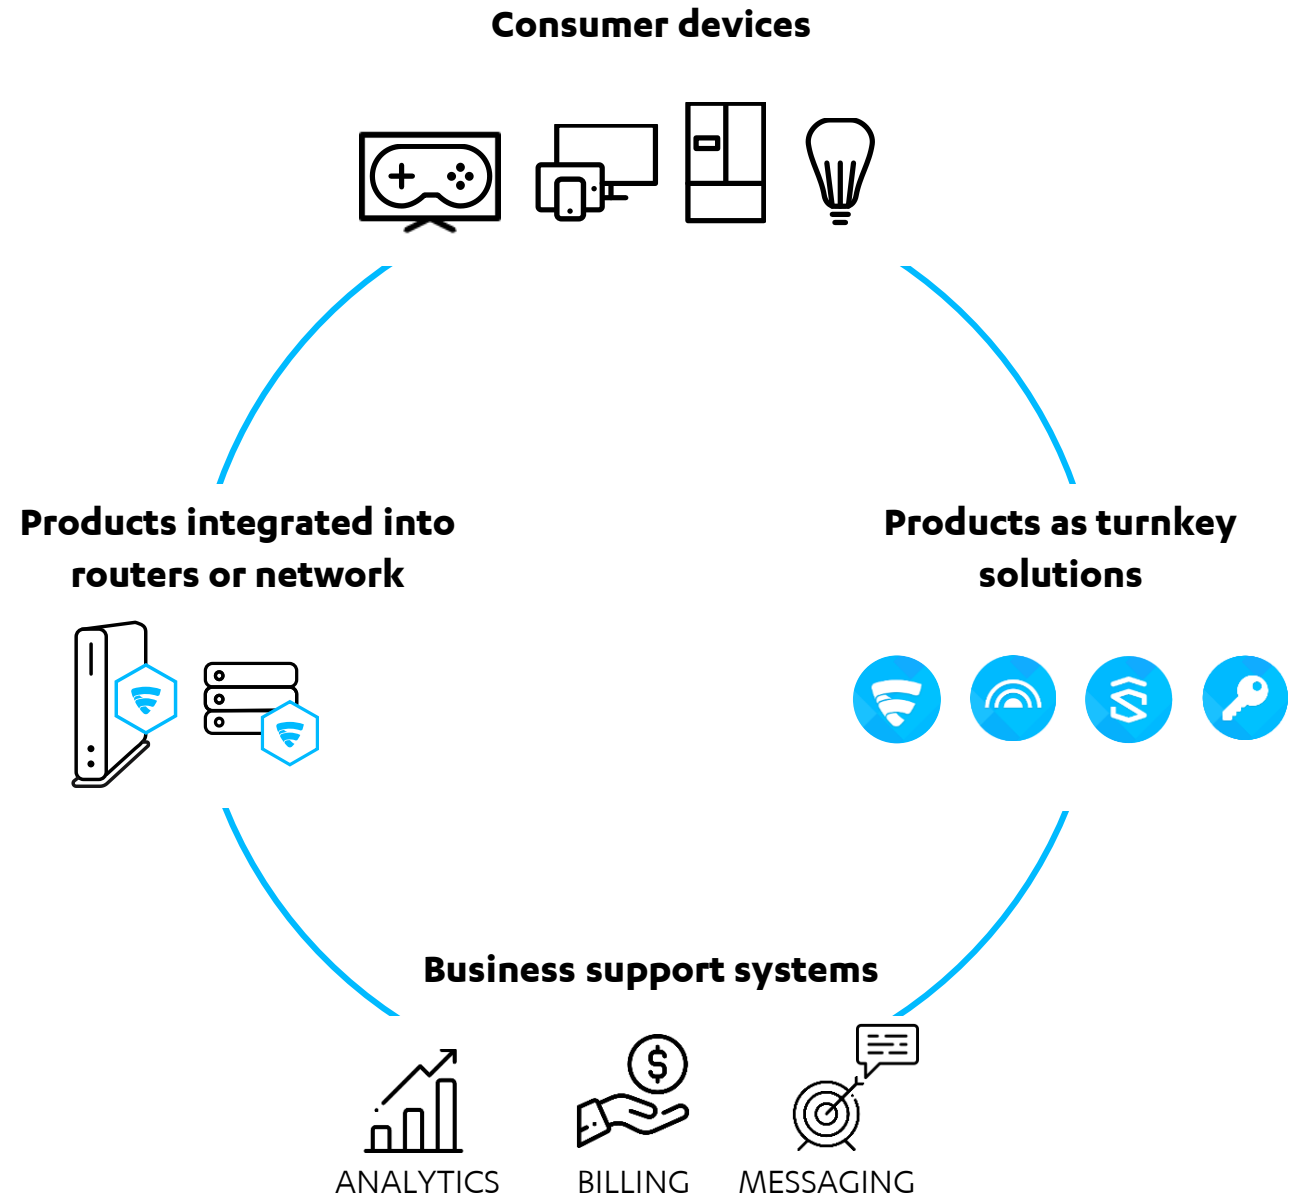 Consumer devices
Products integrated into
routers or network
Products as turnkey
solutions
Business support systems
$
ANALYTICS
BILLING
MESSAGING